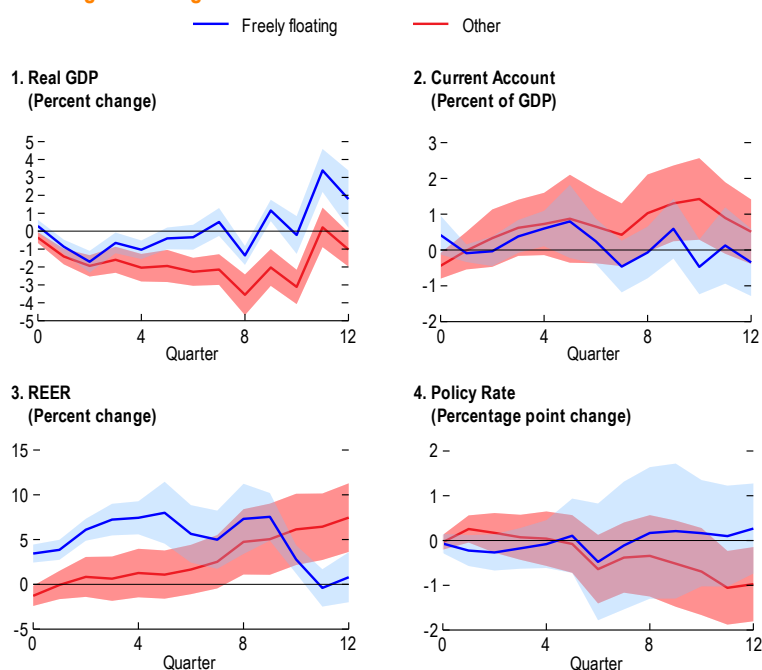 Freely floating Other
1. Real GDP
(Percent change)
5
4
3
2
1
0
-1
-2
-3
-4
-5
0 4 8 12
Quarter
2. Current Account
(Percent of GDP)
3
2
1
0
-1
-2
0 4 8 12
Quarter
3. REER
(Percent change)
15
10
5
0
-5
0 4 8 12
Quarter
4. Policy Rate
(Percentage point change)
2
1
0
-1
-2
0 4 8 12
Quarter